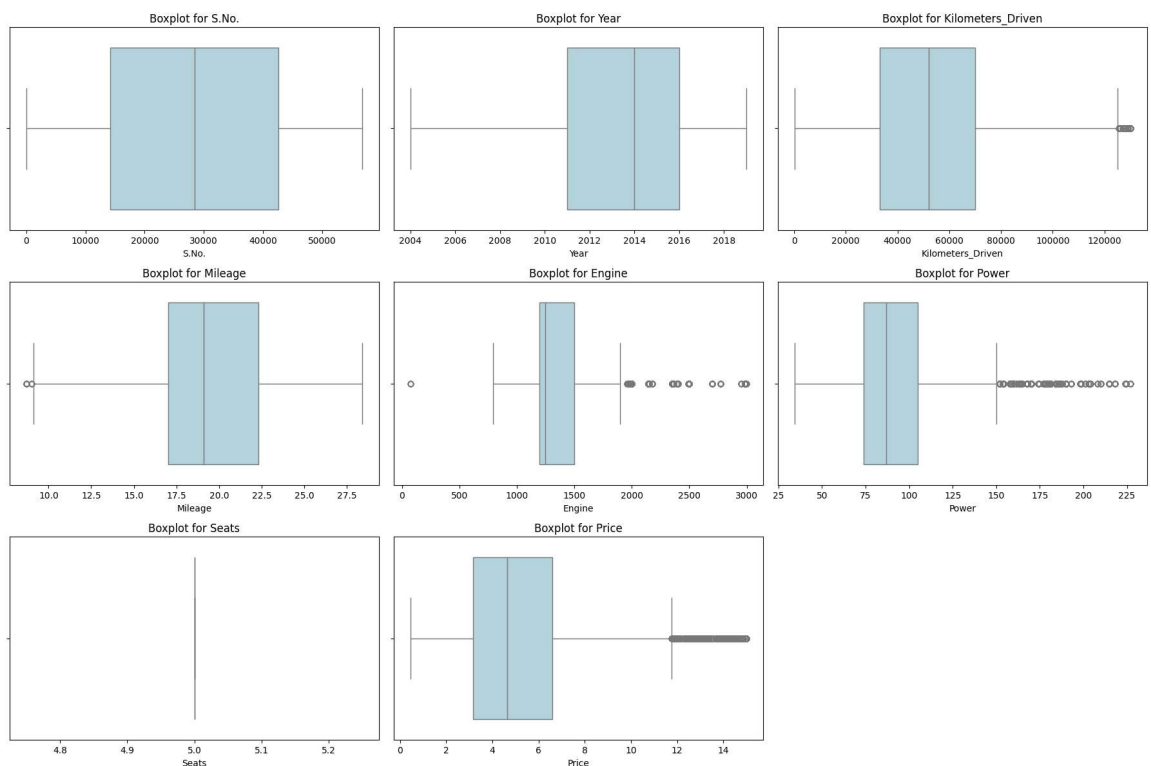 Boxplot for S.No.
0 10000 20000 30000 40000 50000
S.No.
Boxplot for Year
2004 2006 2008 2010 2012 2014 2016 2018
Year
Boxplot for Kilometers_Driven
0 20000 40000 60000 80000 100000 120000
Kilometers_Driven
Boxplot for Mileage
10.0 12.5 15.0 17.5 20.0 22.5 25.0 27.5
Mileage
Boxplot for Engine
0 500 1000 1500 2000 2500 3000
Engine
Boxplot for Power
25 50 75 100 125 150 175 200 225
Power
Boxplot for Seats
4.8 4.9 5.0 5.1 5.2
Seats
Boxplot for Price
0 2 4 6 8 10 12 14
Price